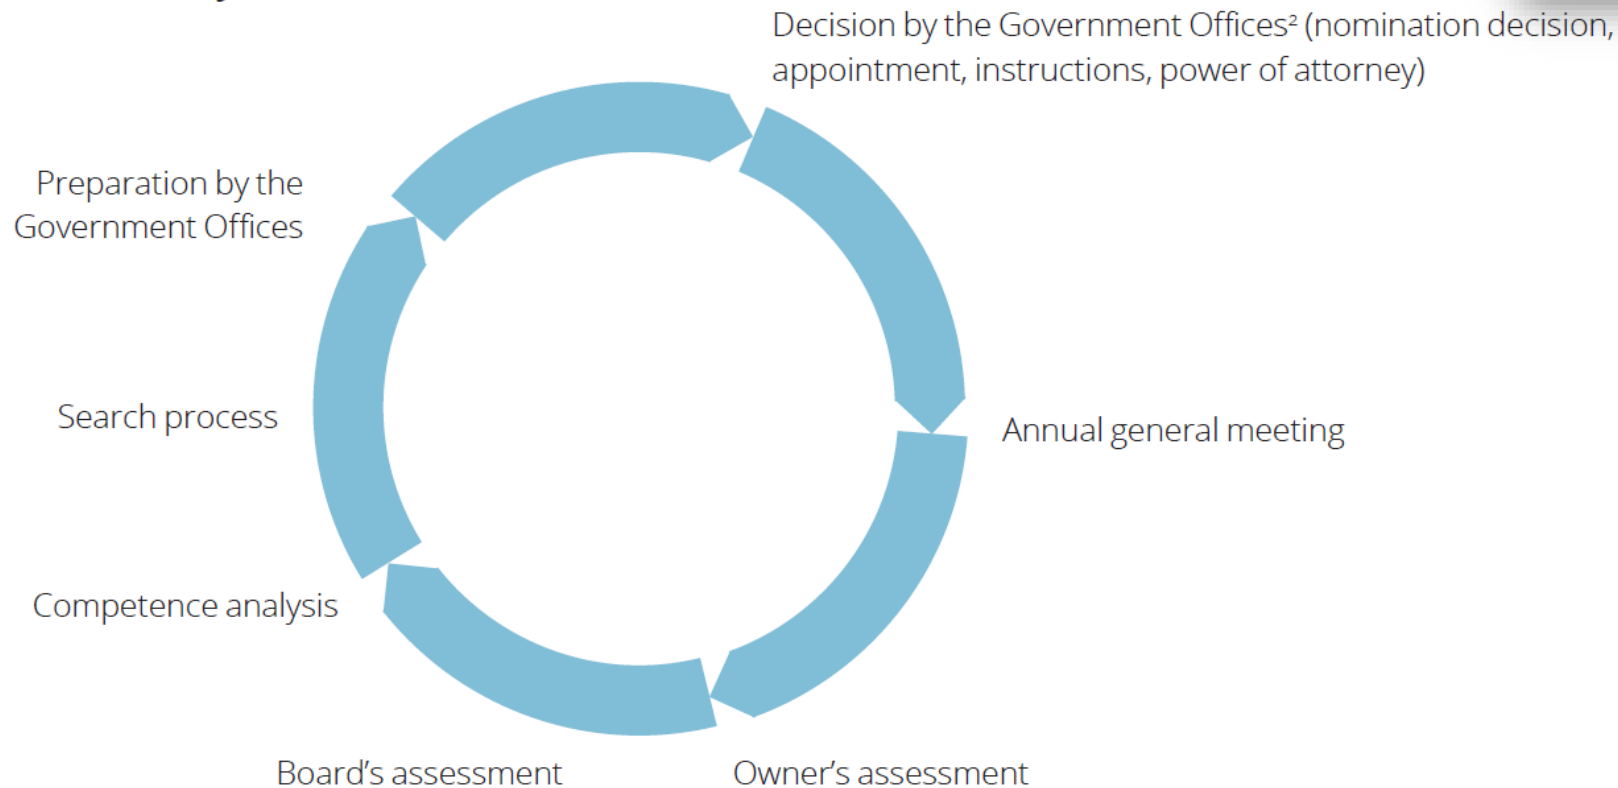 Decision by the Government Offices² (nomination decision,
appointment, instructions, power of attorney)
Preparation by the
Government Offices
Search process
Annual general meeting
Competence analysis
Board’s assessment
Owner’s assessment